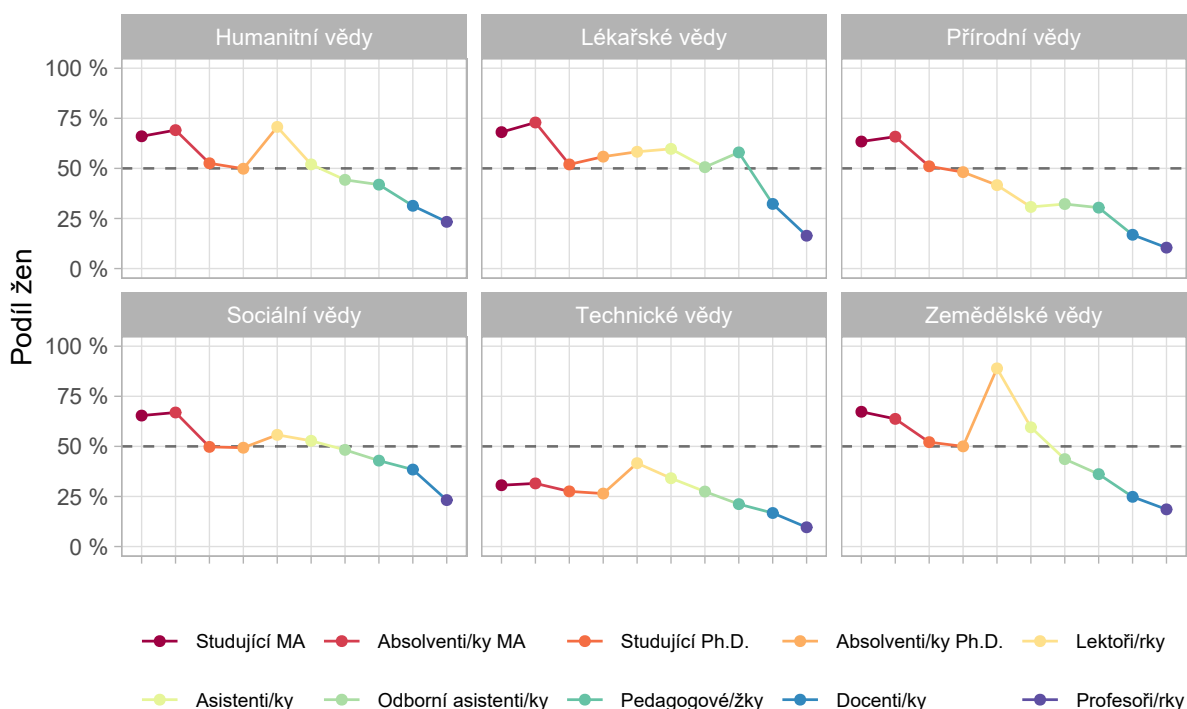 Humanitní vědy Lékařské vědy Přírodní vědy
100 %
75 %
50 %
25 %
0 %
Podíl žen
Sociální vědy Technické vědy Zemědělské vědy
100 %
75 %
50 %
25 %
0 %
Studující MA Absolventi/ky MA Studující Ph.D. Absolventi/ky Ph.D. Lektoři/rky
Asistenti/ky Odborní asistenti/ky Pedagogové/žky Docenti/ky Profesoři/rky